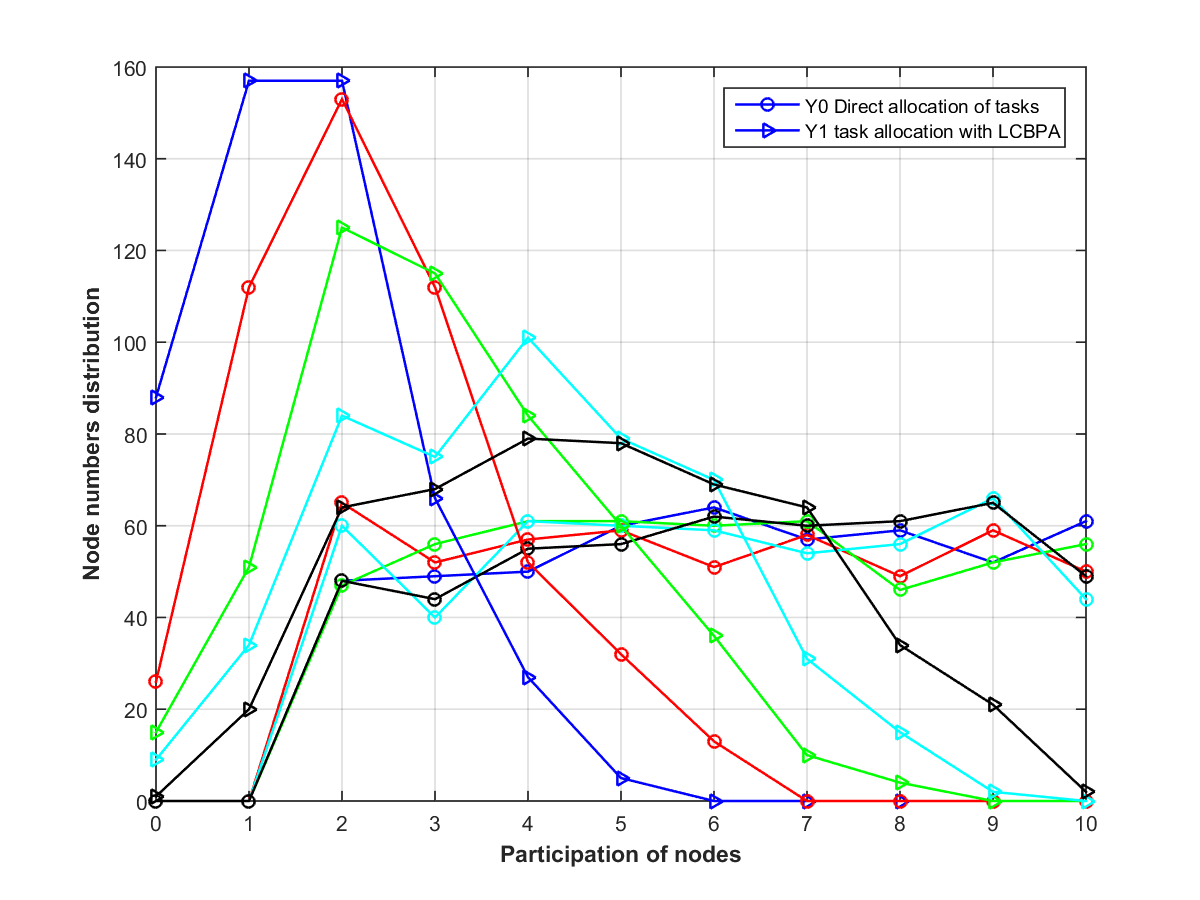 160
140
120
100
80
60
40
20
0
Node numbers distribution
Y0 Direct allocation of tasks
Y1 task allocation with LCBPA
0 1 2 3 4 5 6 7 8 9 10
Participation of nodes